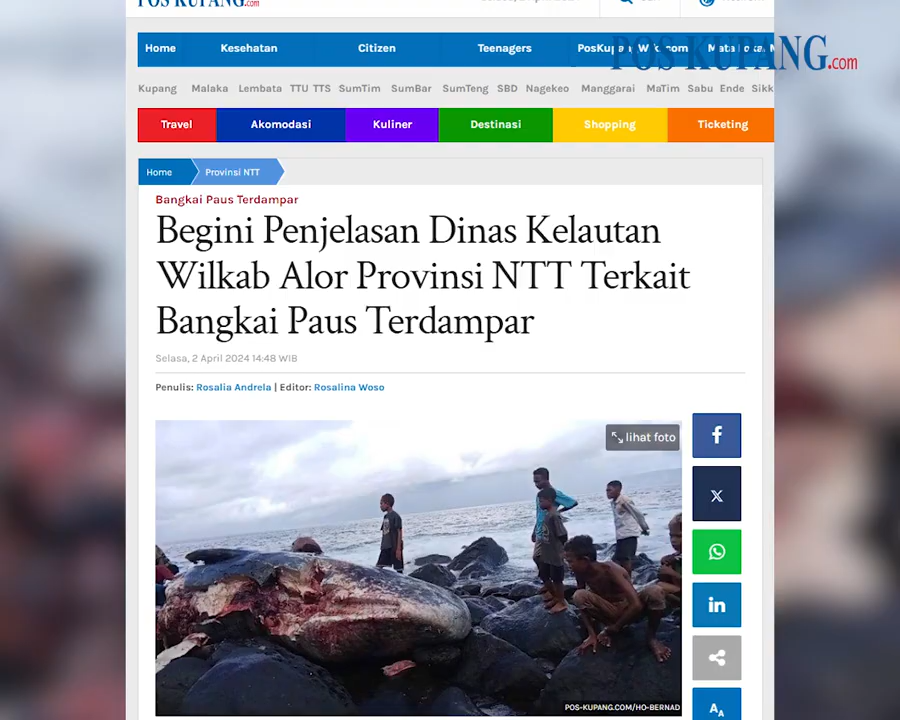 POS KUPANG.com
Home Kesehatan Citizen Teenagers
POS KUPANG.com
Kupang Malaka Lembata TTU TTS SumTim SumBar SumTeng SBD Nagekeo Manggarai MaTim Sabu Ende Sikk
Travel Akomodasi Kuliner Destinasi Shopping Ticketing
Home Provinsi NTT
Bangkai Paus Terdampar
Begini Penjelasan Dinas Kelautan
Wilkab Alor Provinsi NTT Terkait
Bangkai Paus Terdampar
Selasa, 2 April 2024 14:48 WIB
Penulis: Rosalia Andrela | Editor: Rosalina Woso
lihat foto
POS-KUPANG.COM/HO-BERNAD